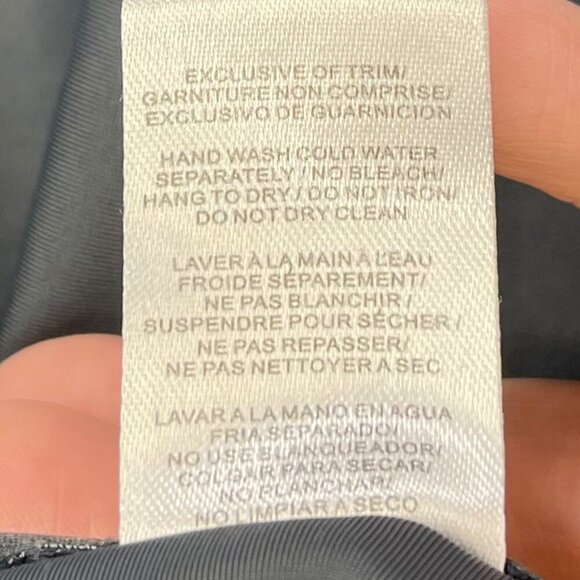 EXCLUSIVE OF TRIM/
GARNITURE NON COMPRISE/
EXCLUSIVO DE GUARNICION
HAND WASH COLD WATER
SEPARATELY / NO BLEACH/
HANG TO DRY / DO NOT IRON/
DO NOT DRY CLEAN
LAVER À LA MAIN À L'EAU
FROIDE SÉPAREMENT/
NE PAS BLANCHIR /
SUSPENDRE POUR SÉCHER /
NE PAS REPASSER/
NE PAS NETTOYER A SEC
LAVAR A LA MANO EN AGUA
FRIA SEPARADO/
NO USE BLANQUEADOR/
COLGAR PARA SECAR/
NO PLANCHAR/
NO LIMPIAR A SECO